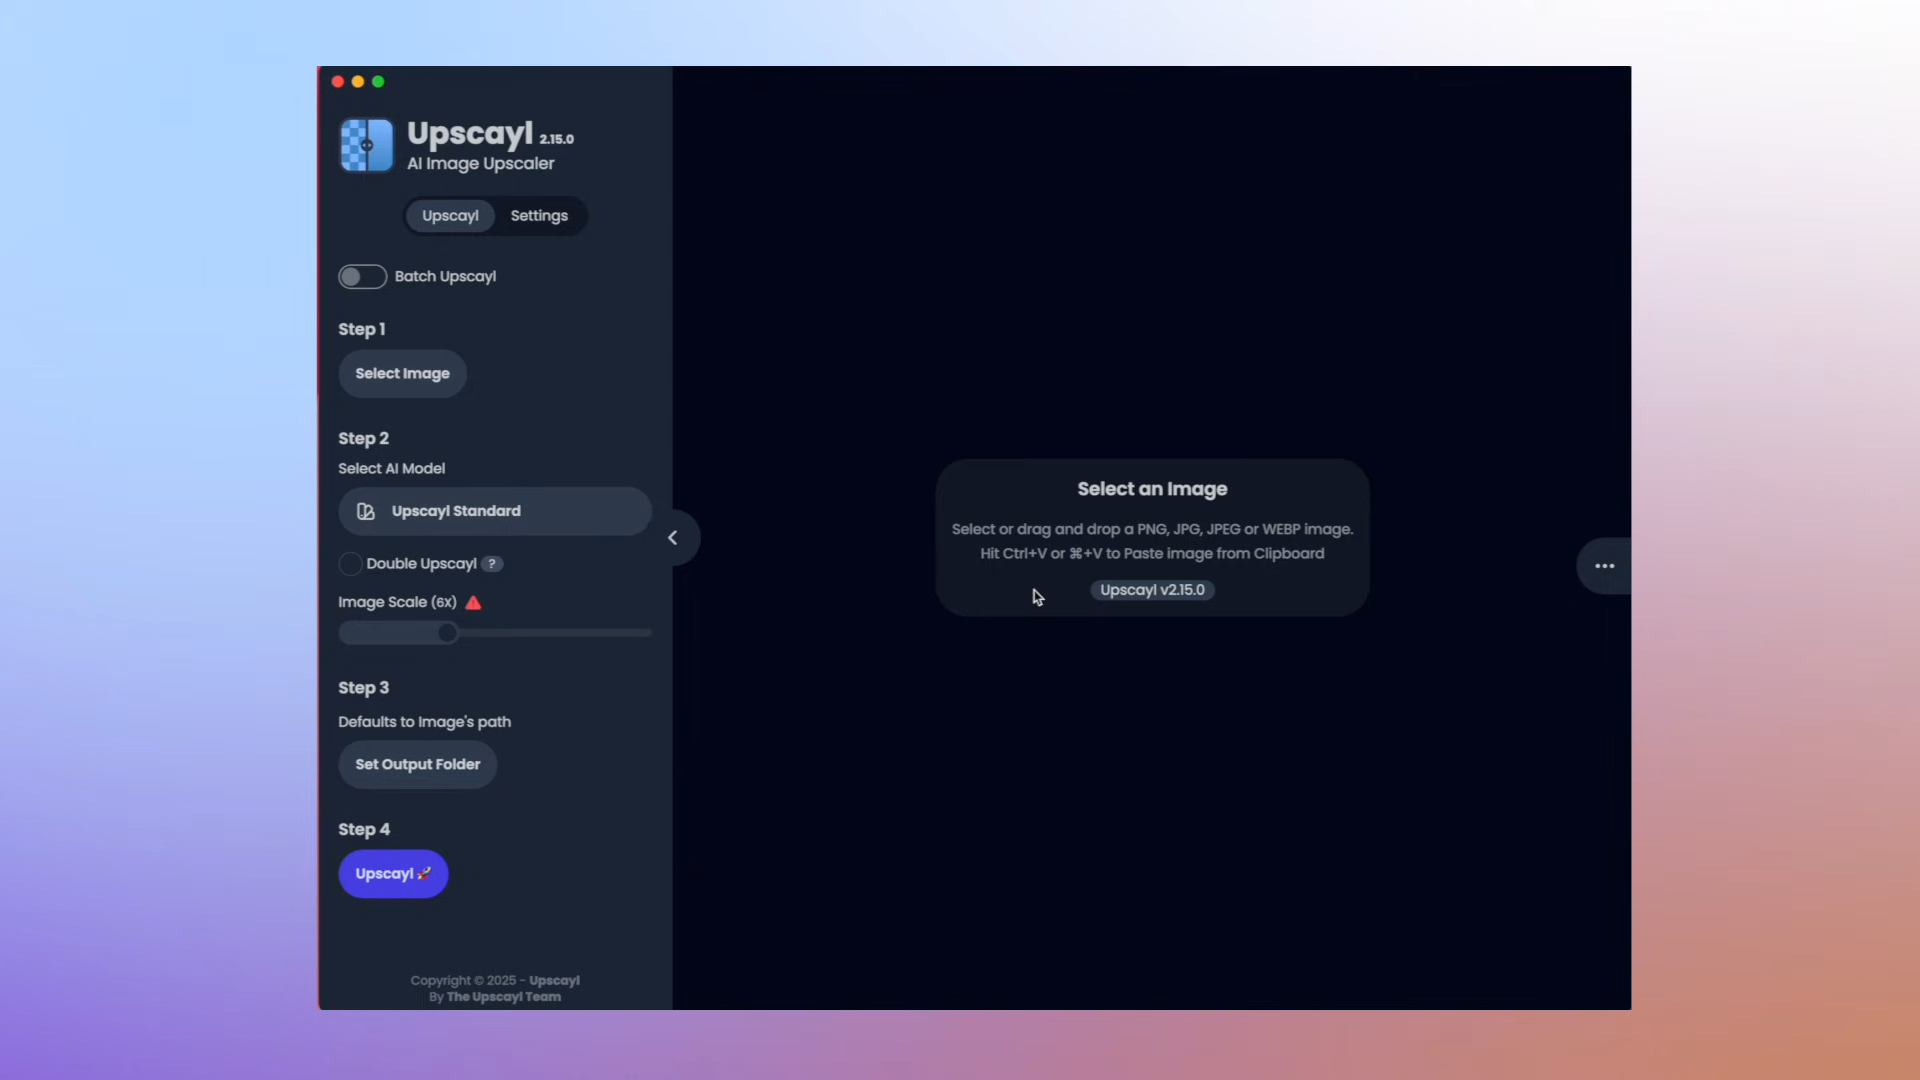 Upscayl 2.15.0
AI Image Upscaler
Upscayl Settings
Batch Upscayl
Step 1
Select Image
Step 2
Select AI Model
Upscayl Standard
Double Upscayl ?
Image Scale (6X)
Step 3
Defaults to Image's path
Set Output Folder
Step 4
Upscayl 🚀
Copyright © 2025 - Upscayl
By The Upscayl Team
Select an Image
Select or drag and drop a PNG, JPG, JPEG or WEBP image.
Hit Ctrl+V or ⌘+V to Paste image from Clipboard
Upscayl v2.15.0